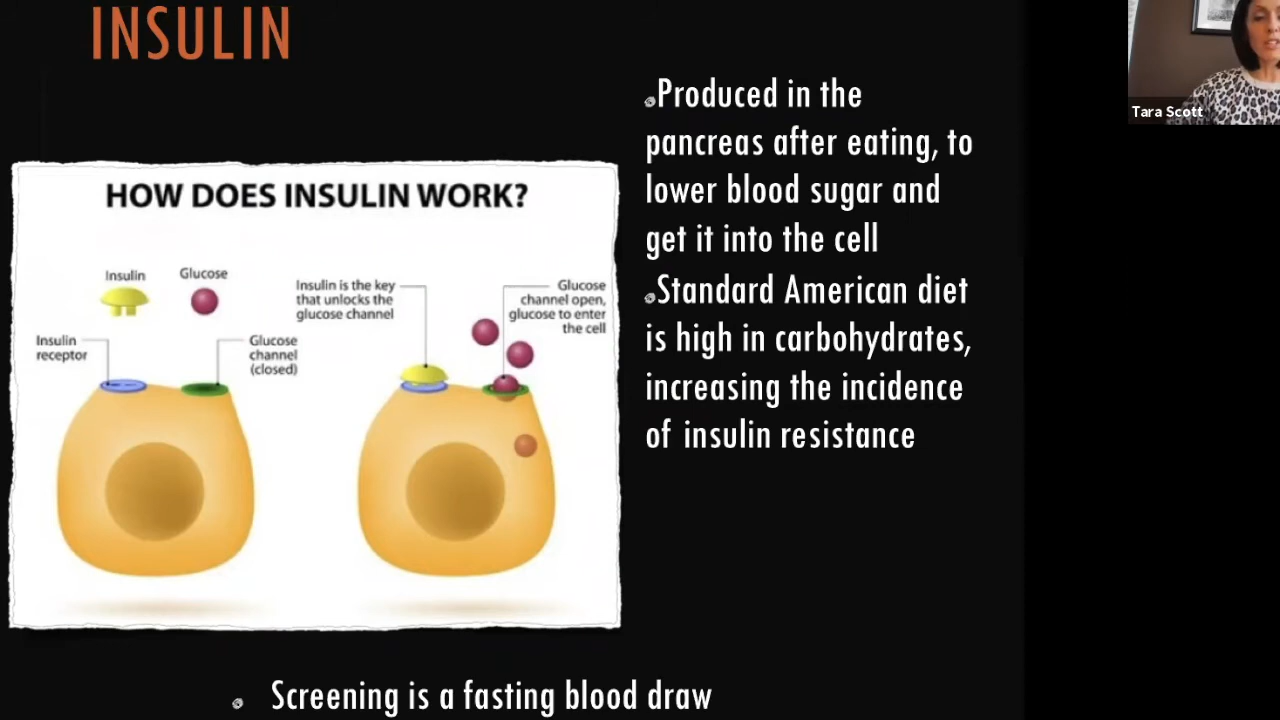 INSULIN
Tara Scott
HOW DOES INSULIN WORK?
Insulin
Glucose
Insulin
receptor
Glucose
channel
(closed)
Insulin is the key
that unlocks the
glucose channel
Glucose
channel open,
glucose to enter
the cell
Produced in the
pancreas after eating, to
lower blood sugar and
get it into the cell
Standard American diet
is high in carbohydrates,
increasing the incidence
of insulin resistance
Screening is a fasting blood draw